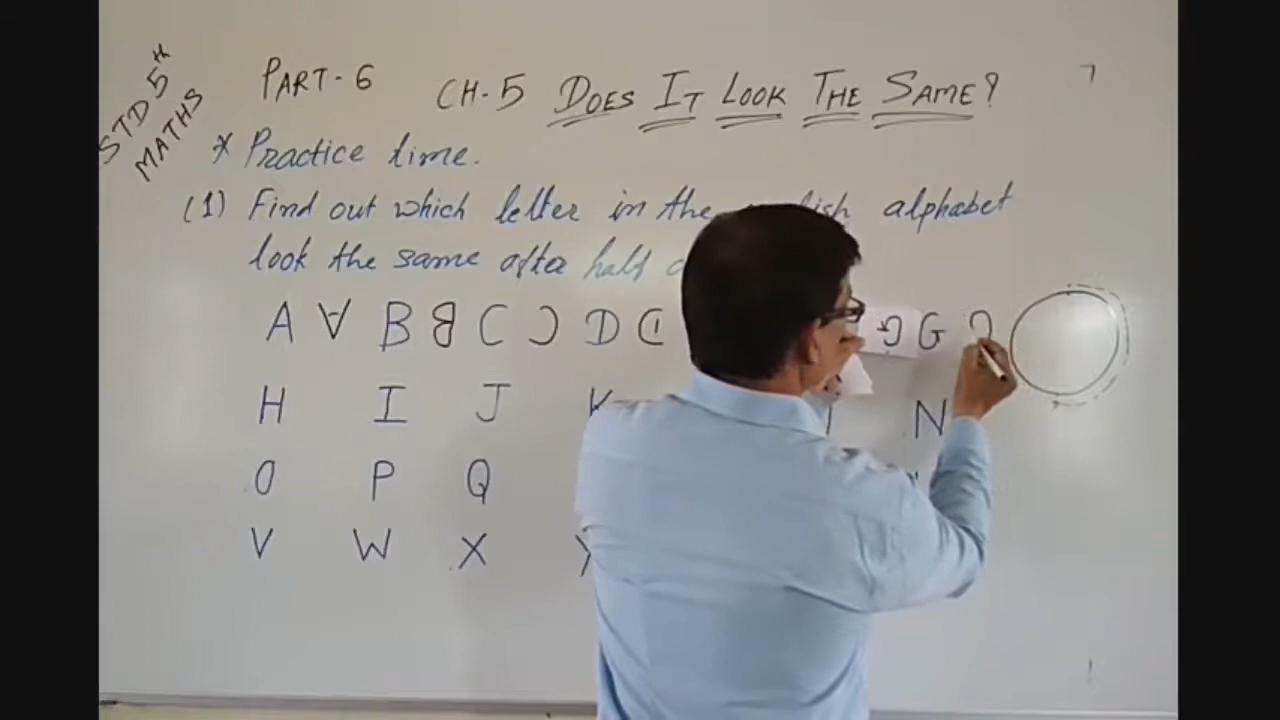 STD 5th MATHS
PART-6 CH-5 DOES IT LOOK THE SAME?
* Practice time.
(1) Find out which letter in the alphabet
look the same after half
A ∀ B C Ɔ D G
H I J K N
O P Q
V W X